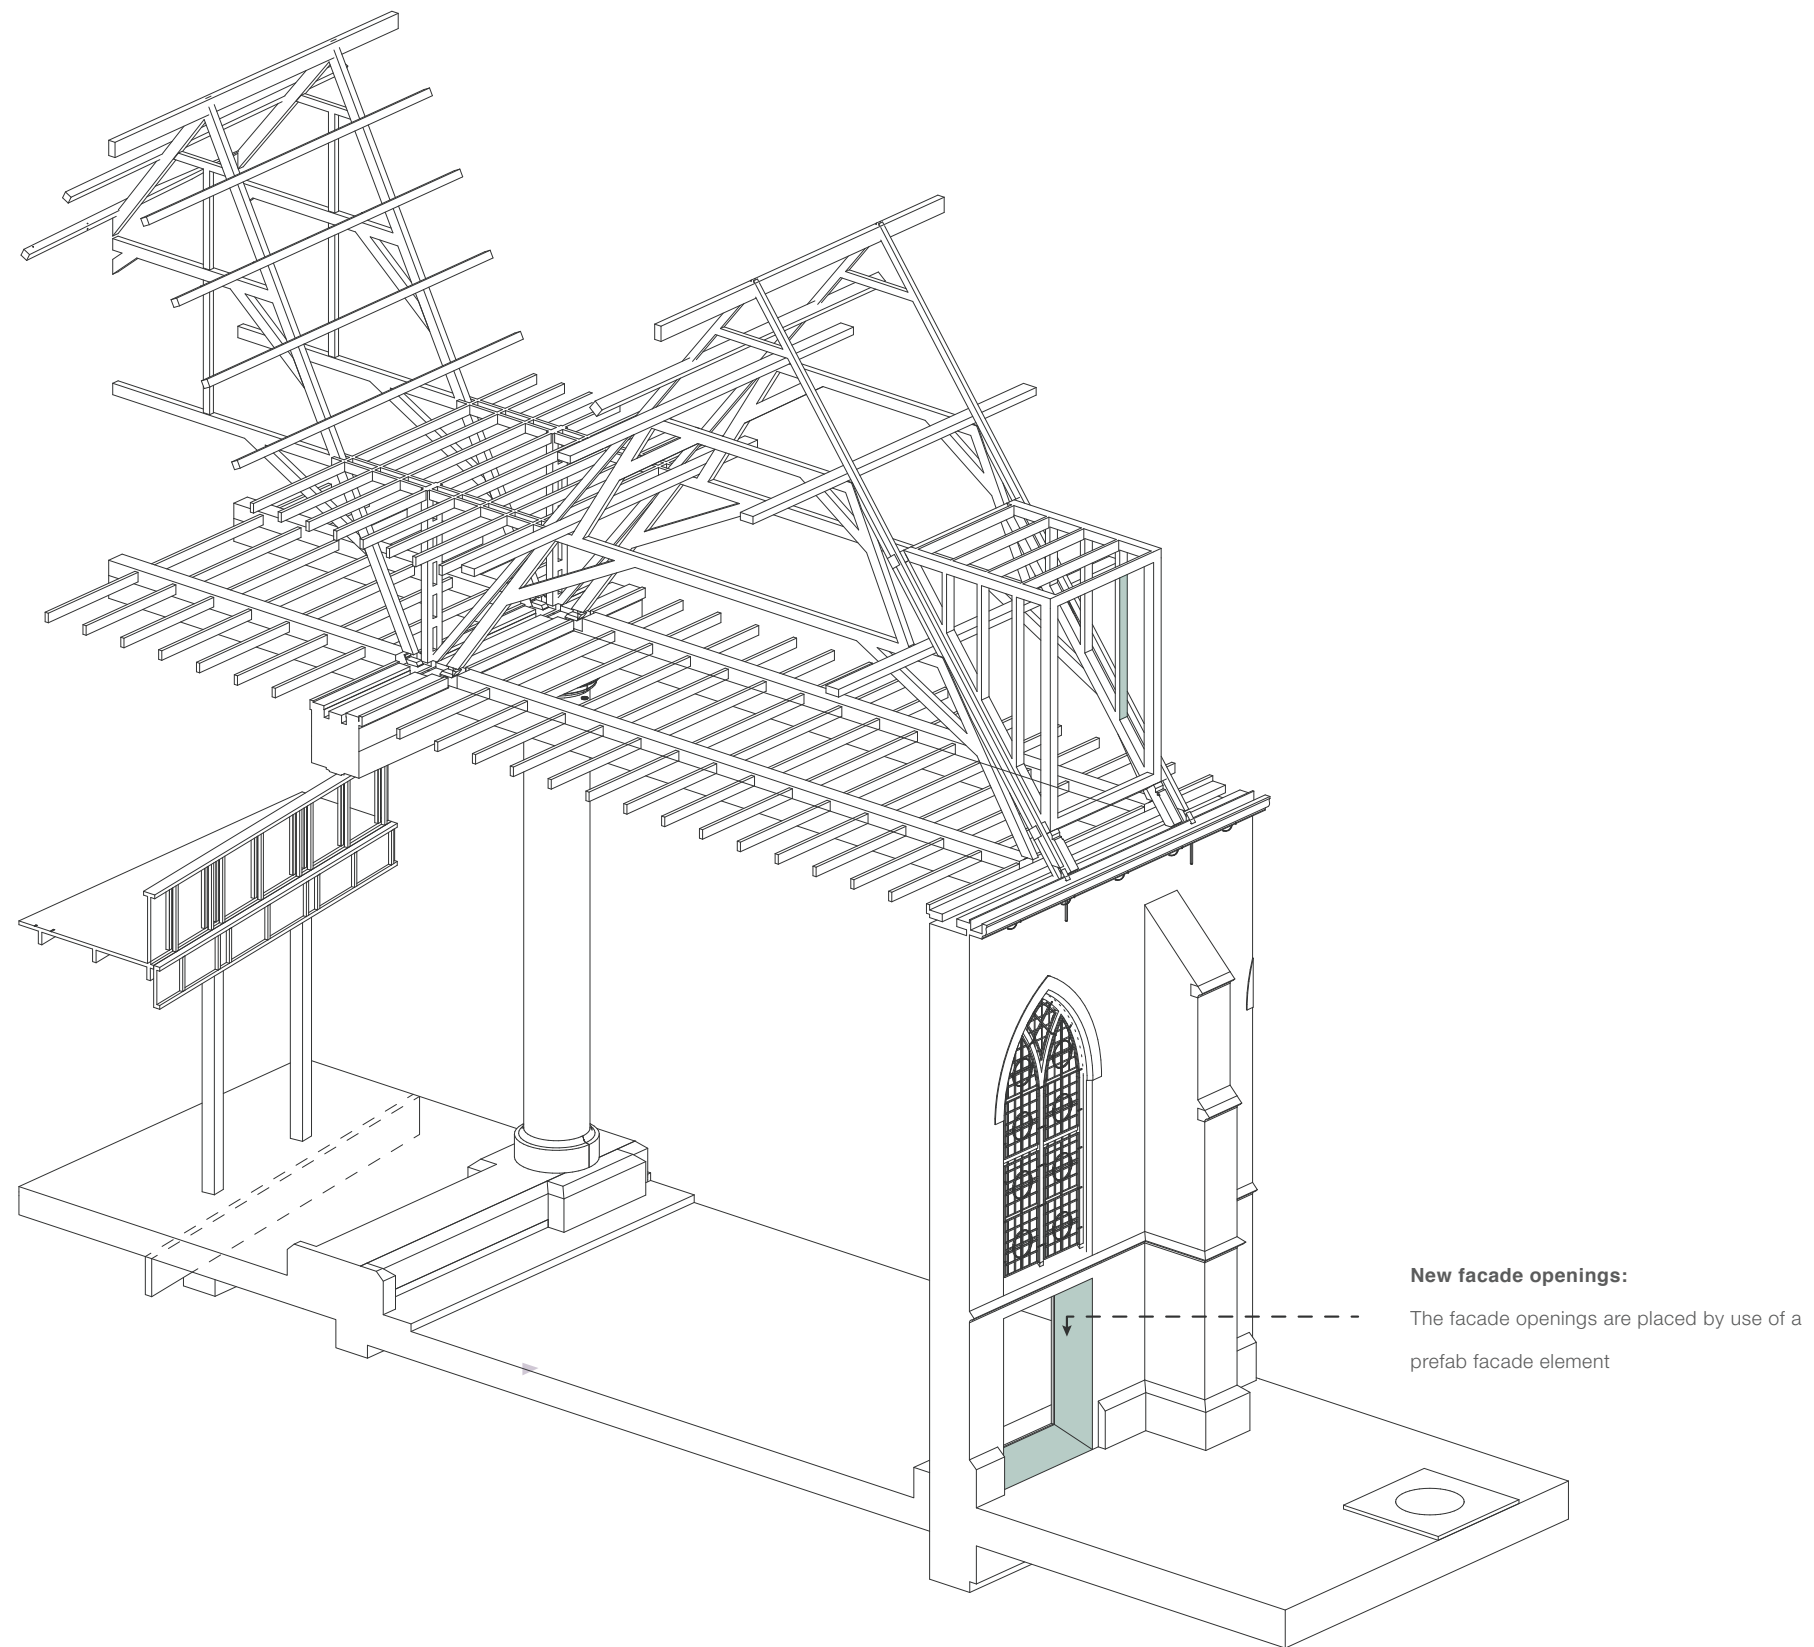 New facade openings:
The facade openings are placed by use of a
prefab facade element